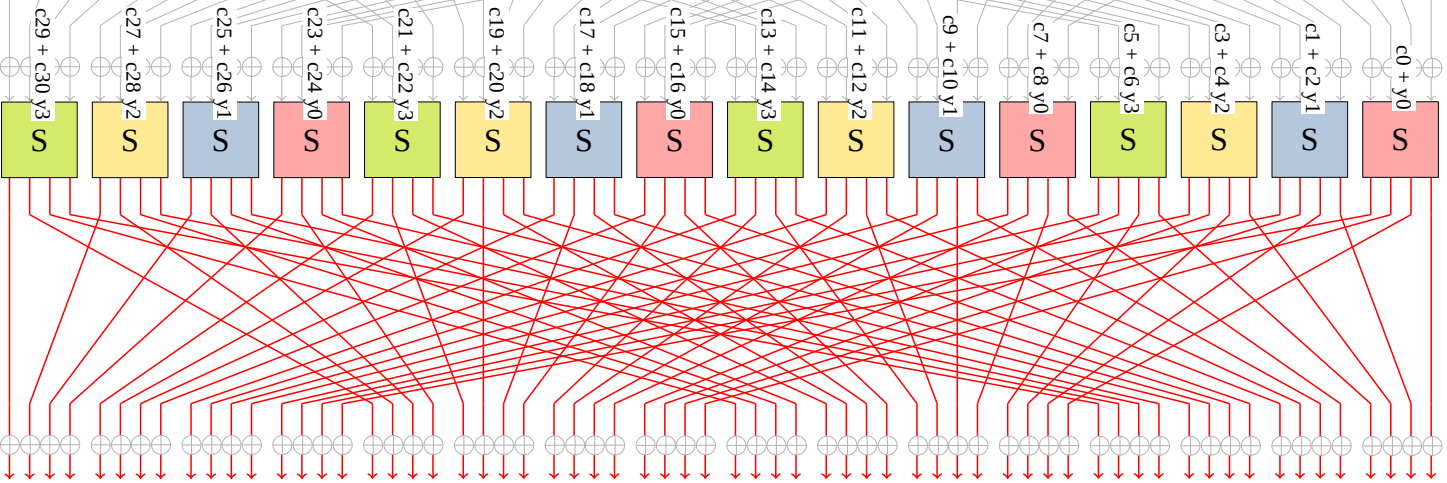 c29 + c30 y3
c27 + c28 y2
c25 + c26 y1
c23 + c24 y0
c21 + c22 y3
c19 + c20 y2
c17 + c18 y1
c15 + c16 y0
c13 + c14 y3
c11 + c12 y2
c9 + c10 y1
c7 + c8 y0
c5 + c6 y3
c3 + c4 y2
c1 + c2 y1
c0 + y0
S S S S S S S S S S S S S S S S